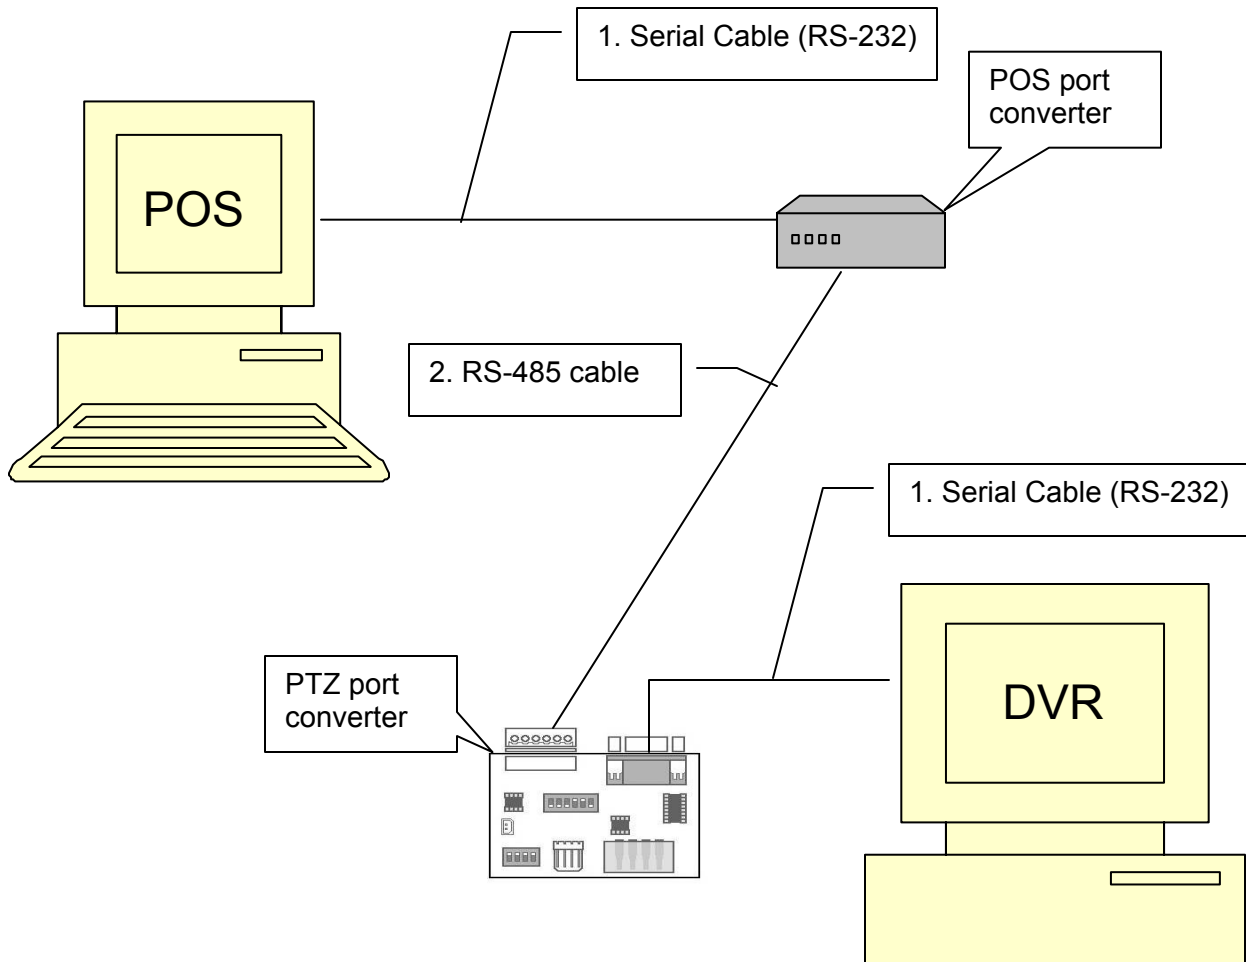 1. Serial Cable (RS-232)
POS port
converter
POS
2. RS-485 cable
1. Serial Cable (RS-232)
PTZ port
converter
DVR